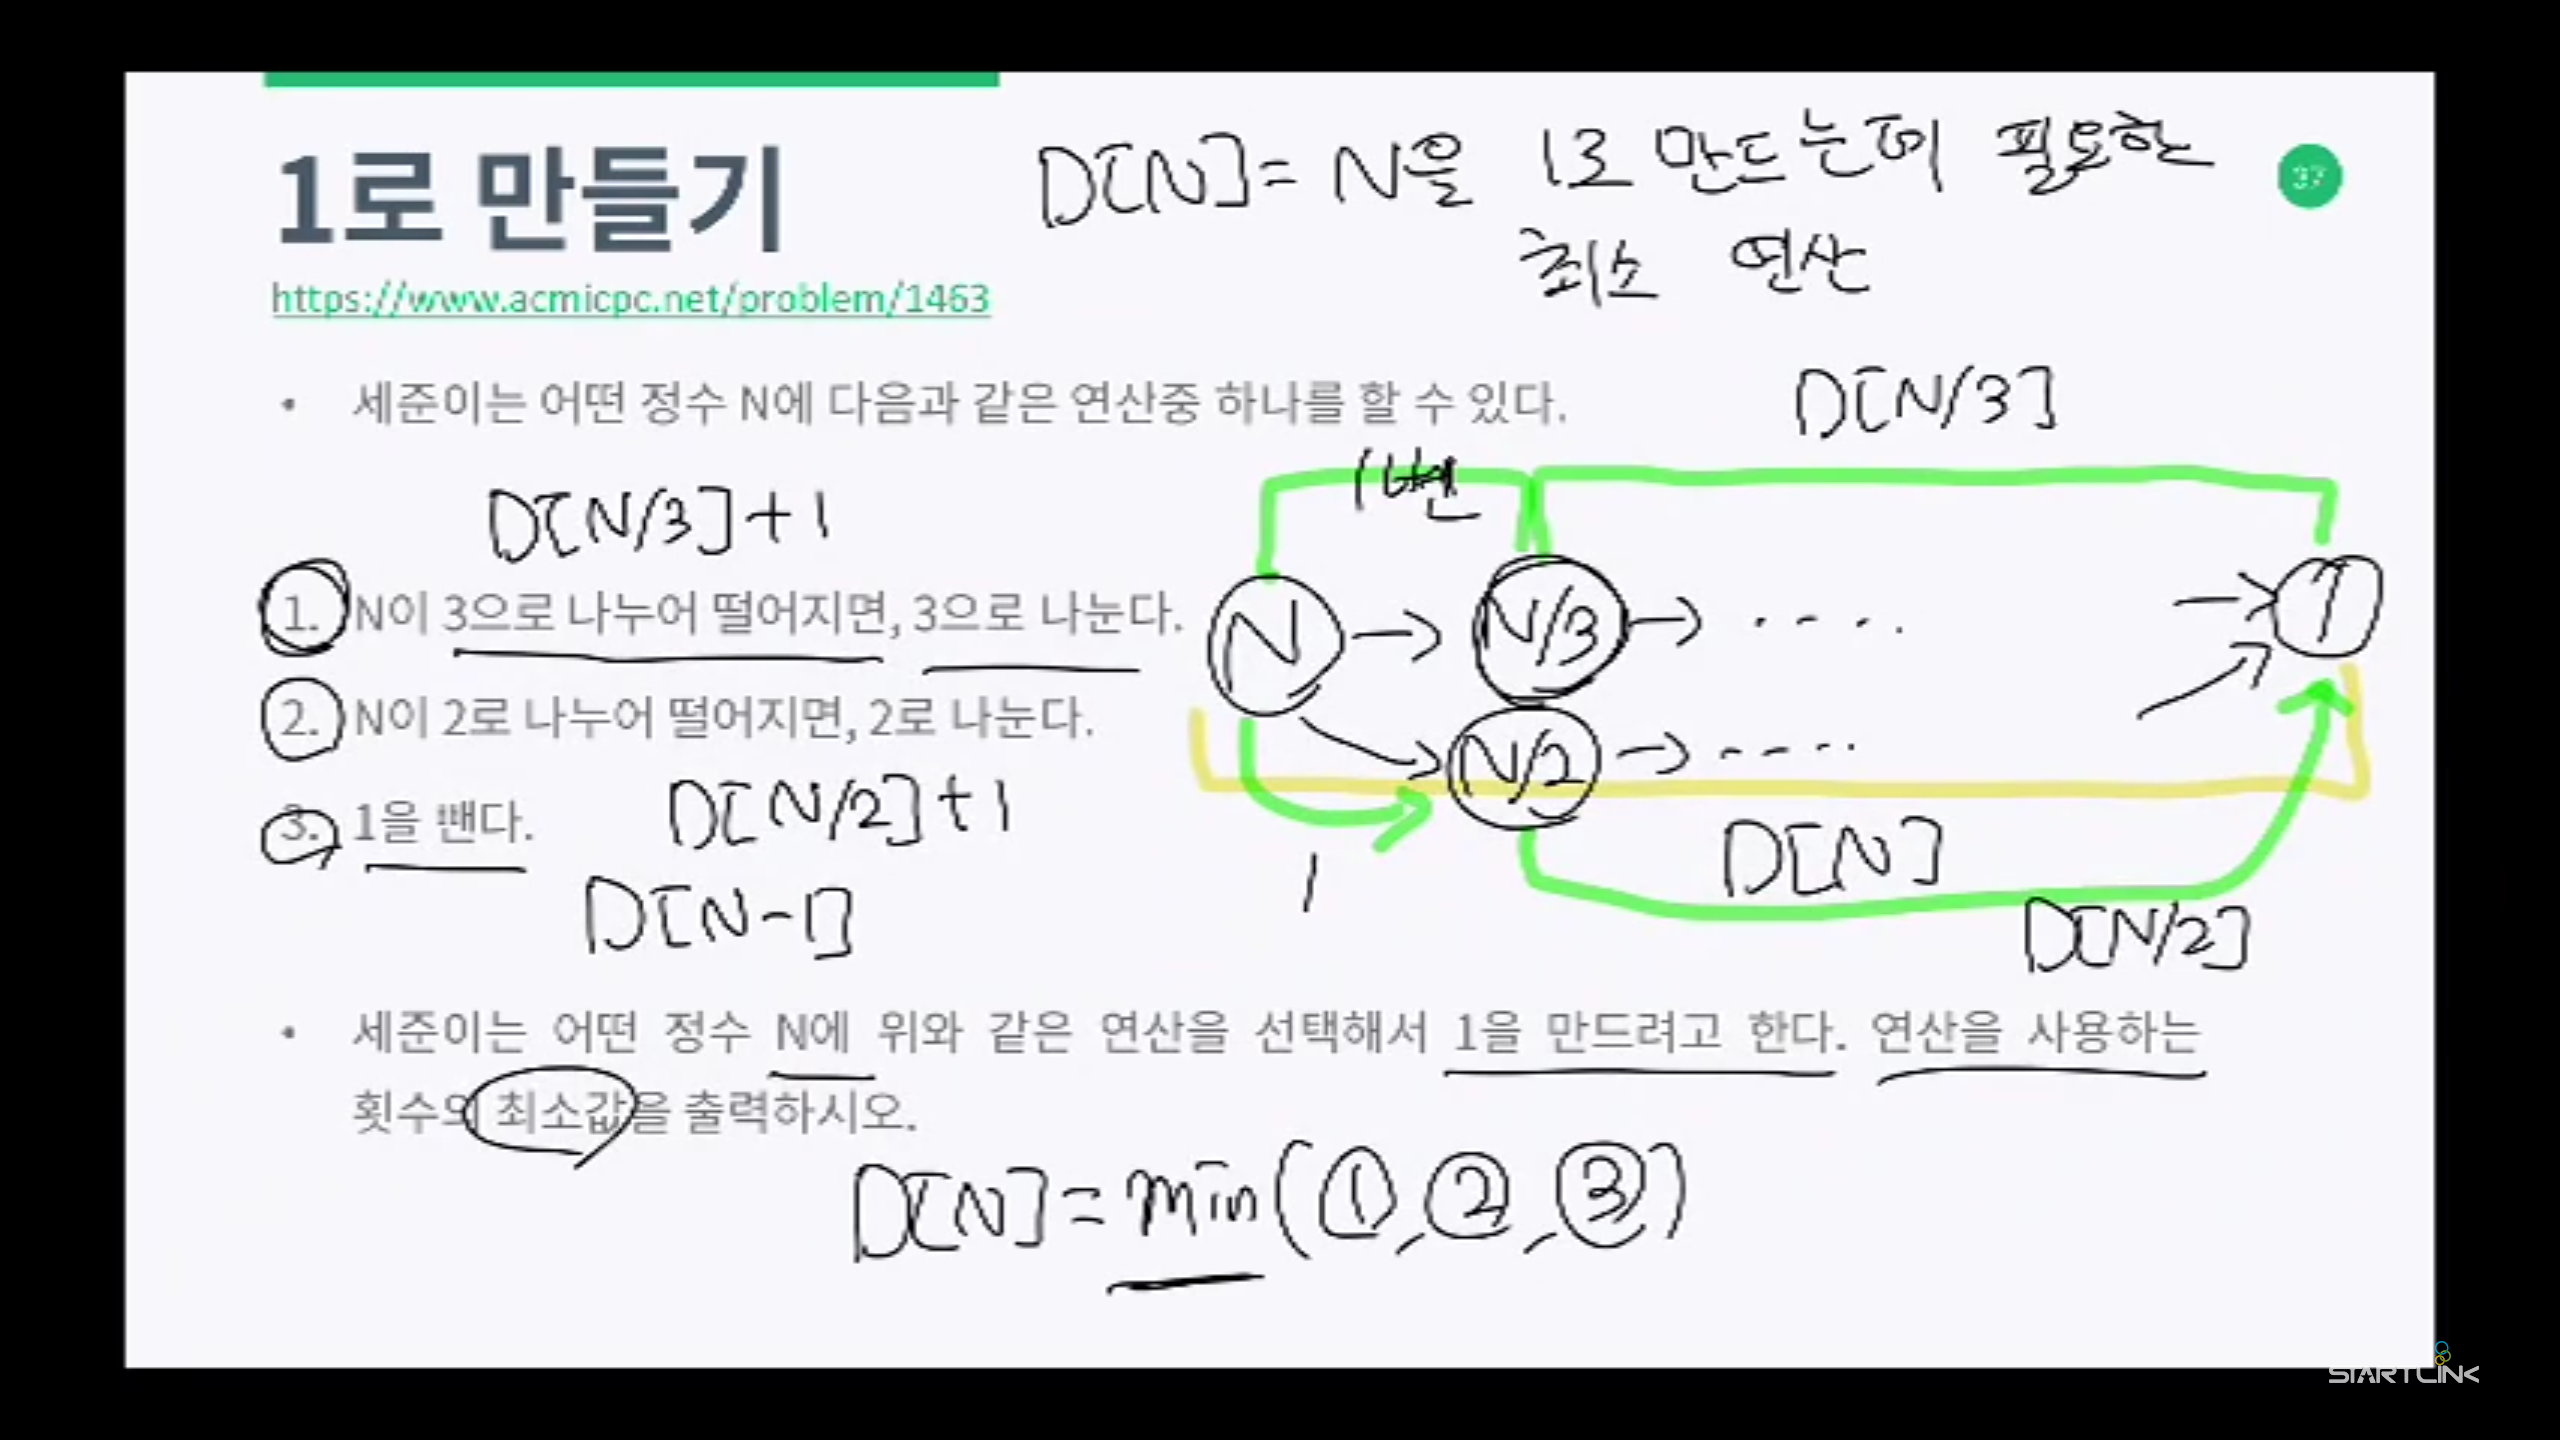 1로 만들기
D[N]= N을 1로 만드는데 필요한
최소 연산
37
https://www.acmicpc.net/problem/1463
• 세준이는 어떤 정수 N에 다음과 같은 연산중 하나를 할 수 있다.
D[N/3]
D[N/3]+1
1번
1. N이 3으로 나누어 떨어지면, 3으로 나눈다.
N → N/3 → ···· → 1
2. N이 2로 나누어 떨어지면, 2로 나눈다.
N/2 → ····
3. 1을 뺀다.
D[N/2]+1
D[N]
1
D[N-1]
D[N/2]
• 세준이는 어떤 정수 N에 위와 같은 연산을 선택해서 1을 만드려고 한다. 연산을 사용하는
횟수의 최소값을 출력하시오.
D[N]=min(①,②,③)
STARTLINK